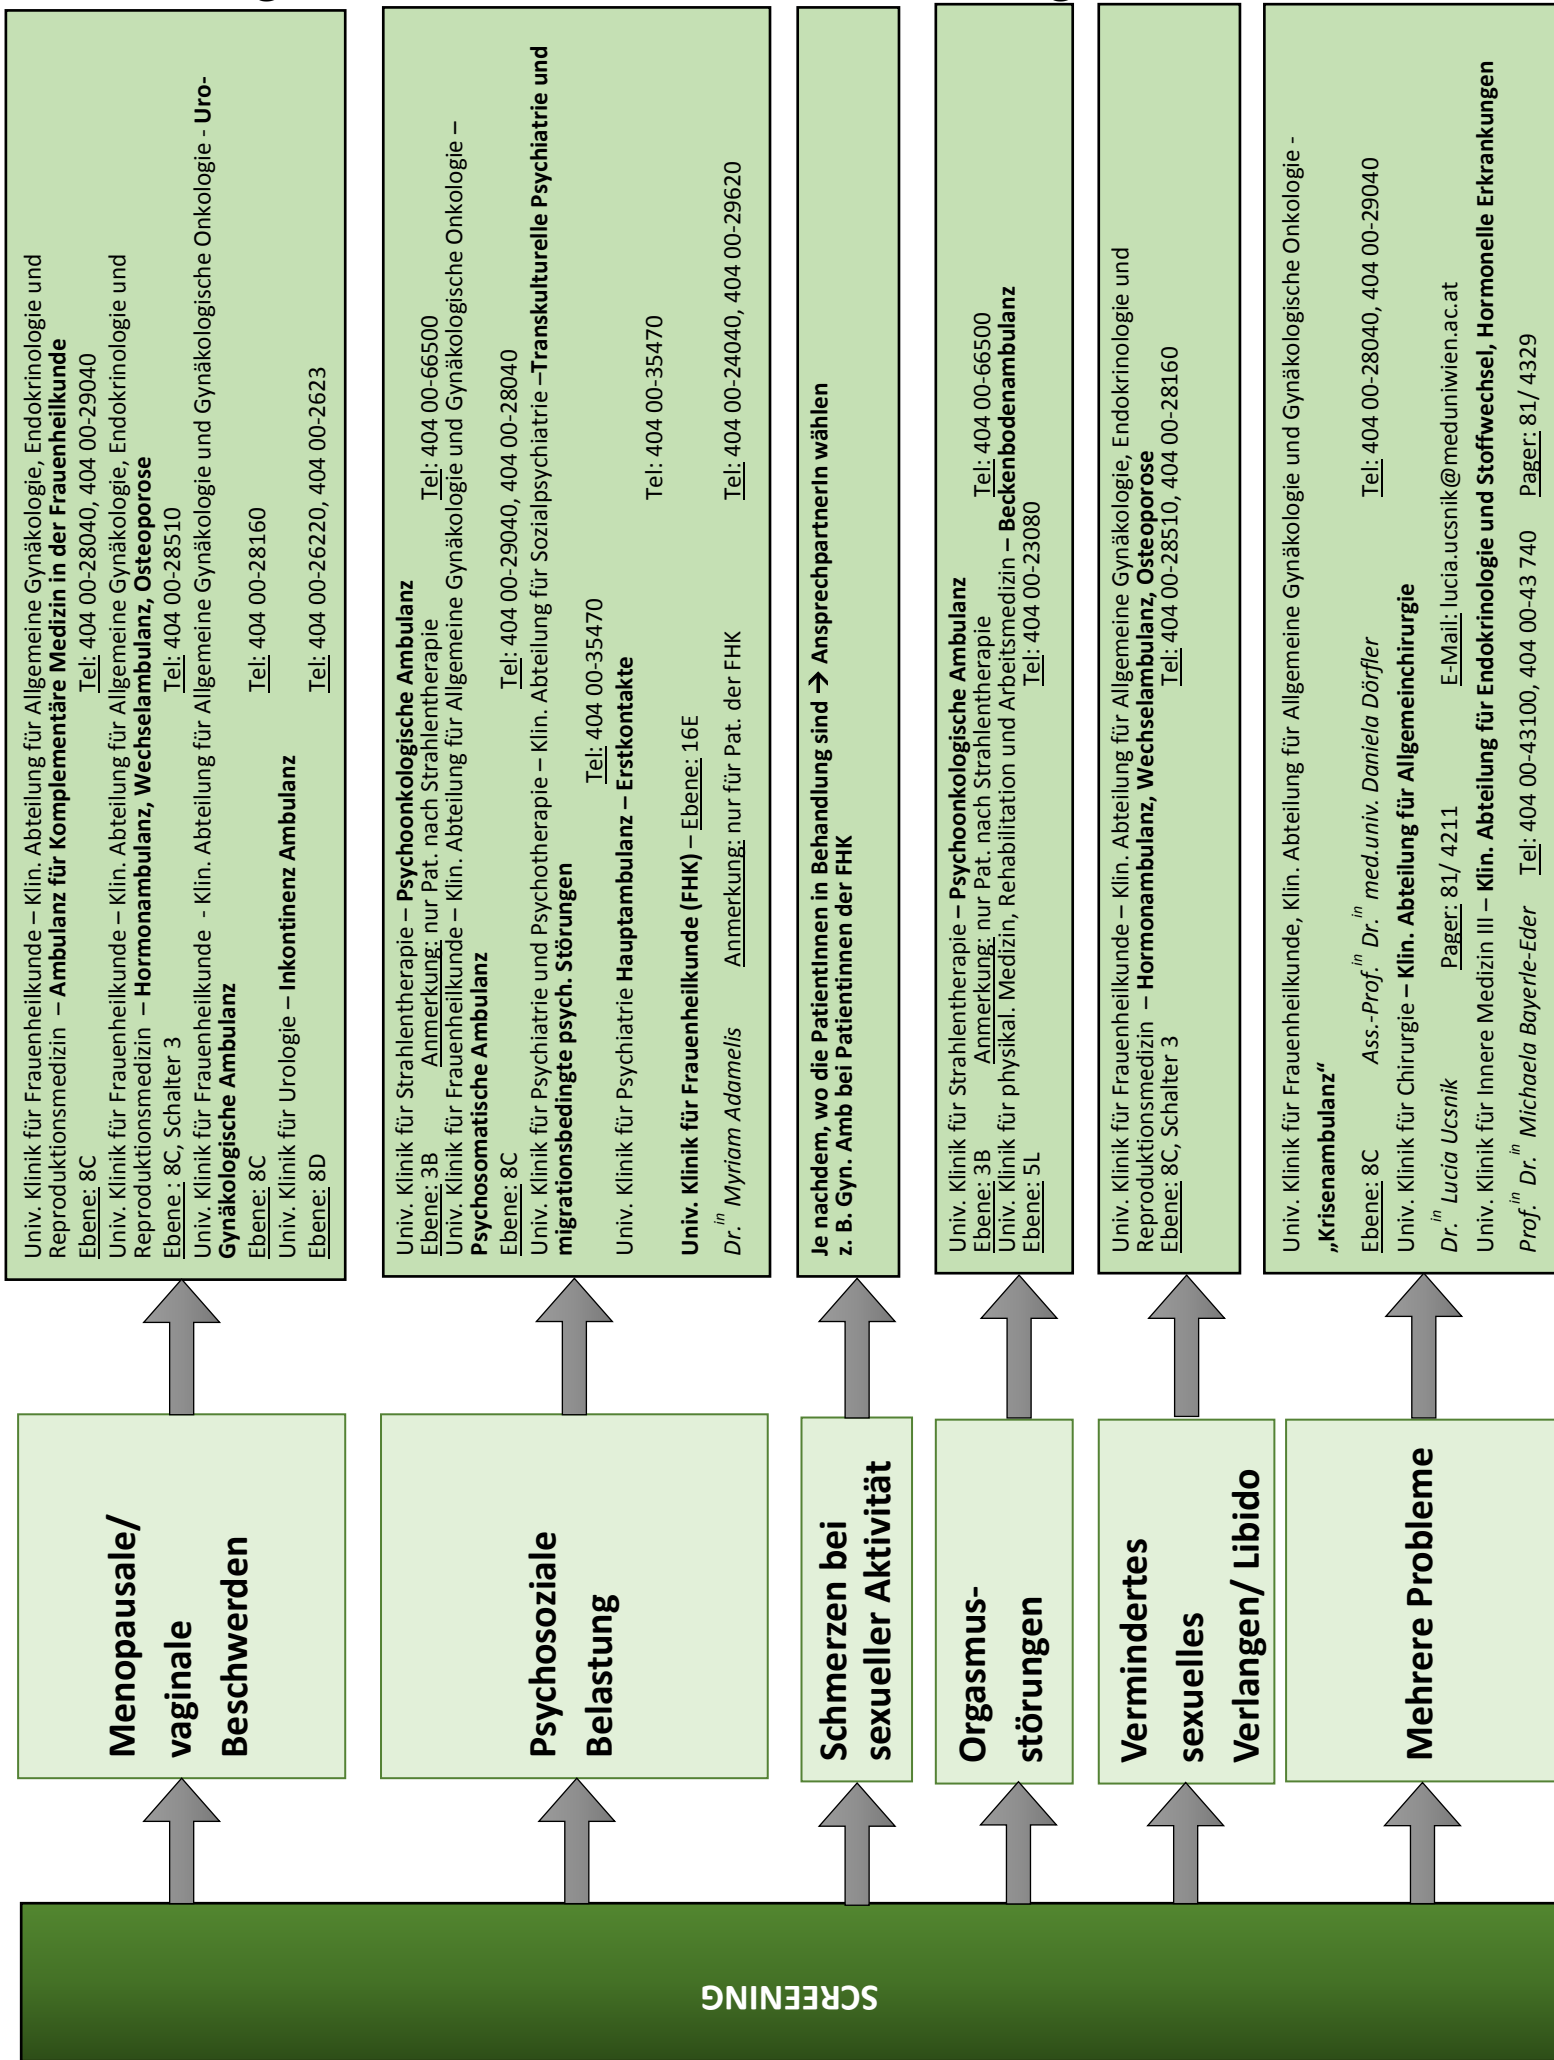 SCREENING
Menopausale/
vaginale
Beschwerden
Univ. Klinik für Frauenheilkunde – Klin. Abteilung für Allgemeine Gynäkologie, Endokrinologie und
Reproduktionsmedizin – Ambulanz für Komplementäre Medizin in der Frauenheilkunde
Ebene: 8C Tel: 404 00-28040, 404 00-29040
Univ. Klinik für Frauenheilkunde – Klin. Abteilung für Allgemeine Gynäkologie, Endokrinologie und
Reproduktionsmedizin – Hormonambulanz, Wechselambulanz, Osteoporose
Ebene : 8C, Schalter 3 Tel: 404 00-28510
Univ. Klinik für Frauenheilkunde - Klin. Abteilung für Allgemeine Gynäkologie und Gynäkologische Onkologie - Uro-
Gynäkologische Ambulanz
Ebene: 8C Tel: 404 00-28160
Univ. Klinik für Urologie – Inkontinenz Ambulanz
Ebene: 8D Tel: 404 00-26220, 404 00-2623
Psychosoziale
Belastung
Univ. Klinik für Strahlentherapie – Psychoonkologische Ambulanz
Ebene: 3B Anmerkung: nur Pat. nach Strahlentherapie Tel: 404 00-66500
Univ. Klinik für Frauenheilkunde – Klin. Abteilung für Allgemeine Gynäkologie und Gynäkologische Onkologie –
Psychosomatische Ambulanz
Ebene: 8C Tel: 404 00-29040, 404 00-28040
Univ. Klinik für Psychiatrie und Psychotherapie – Klin. Abteilung für Sozialpsychiatrie –Transkulturelle Psychiatrie und
migrationsbedingte psych. Störungen
Tel: 404 00-35470
Univ. Klinik für Psychiatrie Hauptambulanz – Erstkontakte
Tel: 404 00-35470
Univ. Klinik für Frauenheilkunde (FHK) – Ebene: 16E
Dr.in Myriam Adamelis Anmerkung: nur für Pat. der FHK Tel: 404 00-24040, 404 00-29620
Schmerzen bei
sexueller Aktivität
Je nachdem, wo die PatientInnen in Behandlung sind → AnsprechpartnerIn wählen
z. B. Gyn. Amb bei Patientinnen der FHK
Orgasmus-
störungen
Univ. Klinik für Strahlentherapie – Psychoonkologische Ambulanz
Ebene: 3B Anmerkung: nur Pat. nach Strahlentherapie Tel: 404 00-66500
Univ. Klinik für physikal. Medizin, Rehabilitation und Arbeitsmedizin – Beckenbodenambulanz
Ebene: 5L Tel: 404 00-23080
Vermindertes
sexuelles
Verlangen/ Libido
Univ. Klinik für Frauenheilkunde – Klin. Abteilung für Allgemeine Gynäkologie, Endokrinologie und
Reproduktionsmedizin – Hormonambulanz, Wechselambulanz, Osteoporose
Ebene: 8C, Schalter 3 Tel: 404 00-28510, 404 00-28160
Mehrere Probleme
Univ. Klinik für Frauenheilkunde, Klin. Abteilung für Allgemeine Gynäkologie und Gynäkologische Onkologie -
„Krisenambulanz“
Ebene: 8C Ass.-Prof.in Dr.in med.univ. Daniela Dörfler Tel: 404 00-28040, 404 00-29040
Univ. Klinik für Chirurgie – Klin. Abteilung für Allgemeinchirurgie
Dr.in Lucia Ucsnik Pager: 81/ 4211 E-Mail: lucia.ucsnik@meduniwien.ac.at
Univ. Klinik für Innere Medizin III – Klin. Abteilung für Endokrinologie und Stoffwechsel, Hormonelle Erkrankungen
Prof.in Dr.in Michaela Bayerle-Eder Tel: 404 00-43100, 404 00-43 740 Pager: 81/ 4329